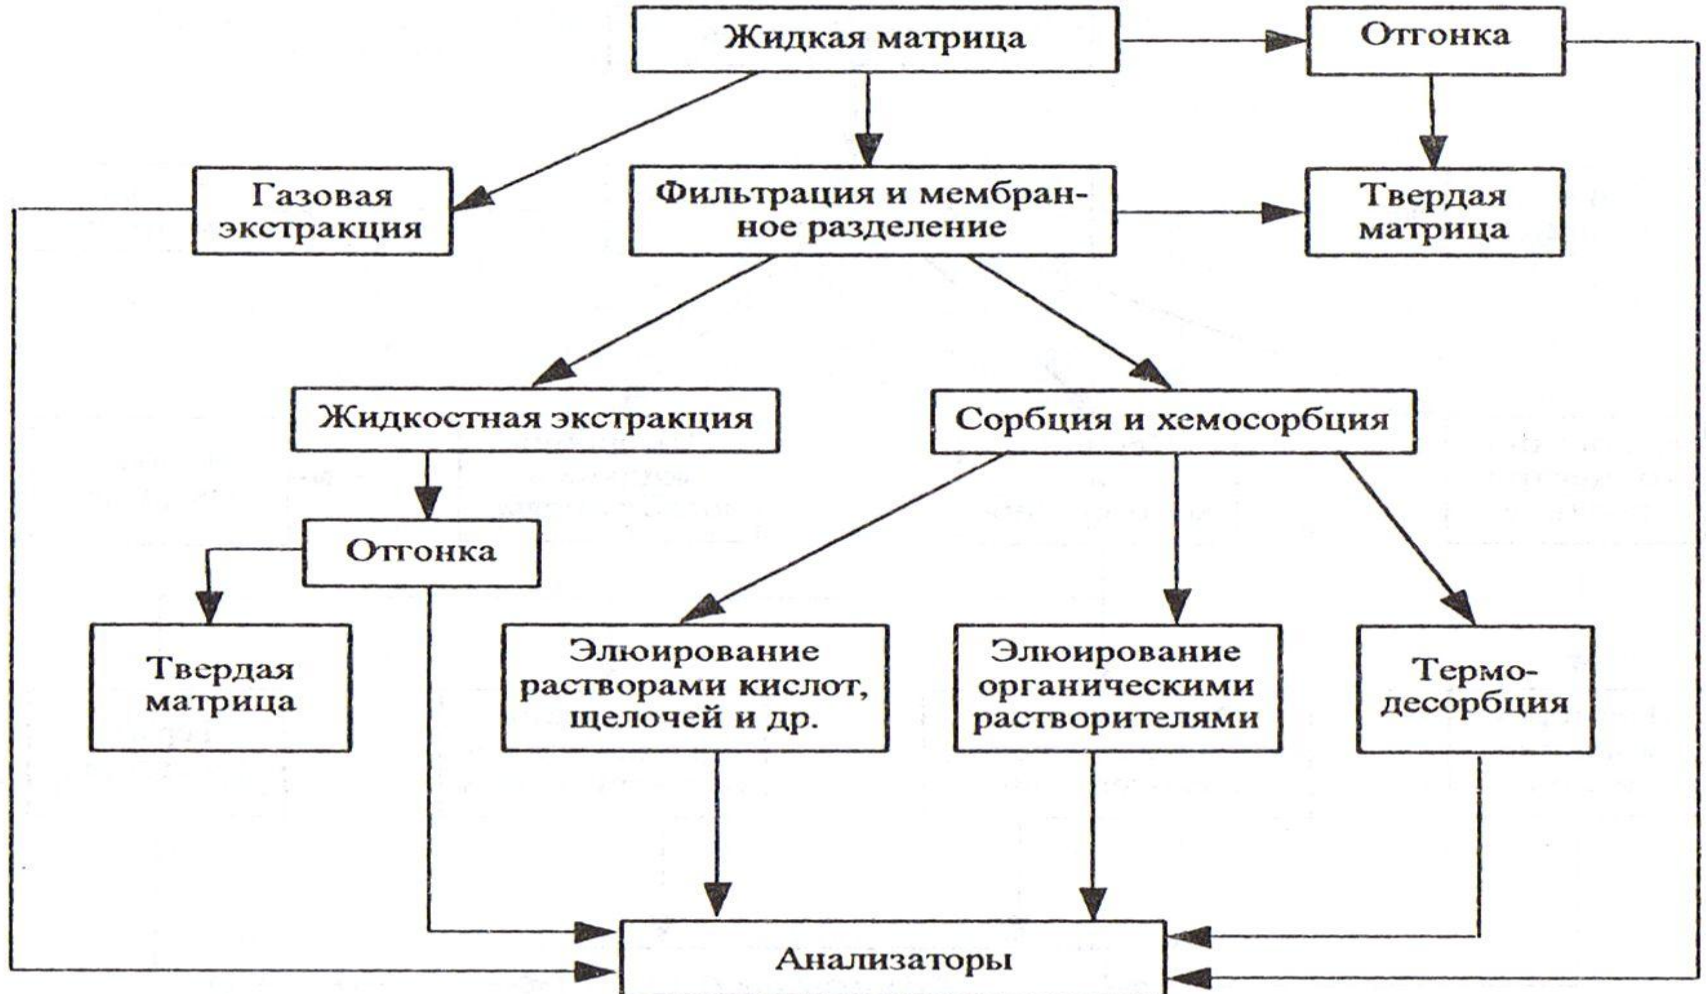 Жидкая матрица
Отгонка
Газовая
экстракция
Фильтрация и мембран-
ное разделение
Твердая
матрица
Жидкостная экстракция
Сорбция и хемосорбция
Отгонка
Твердая
матрица
Элюирование
растворами кислот,
щелочей и др.
Элюирование
органическими
растворителями
Термо-
десорбция
Анализаторы